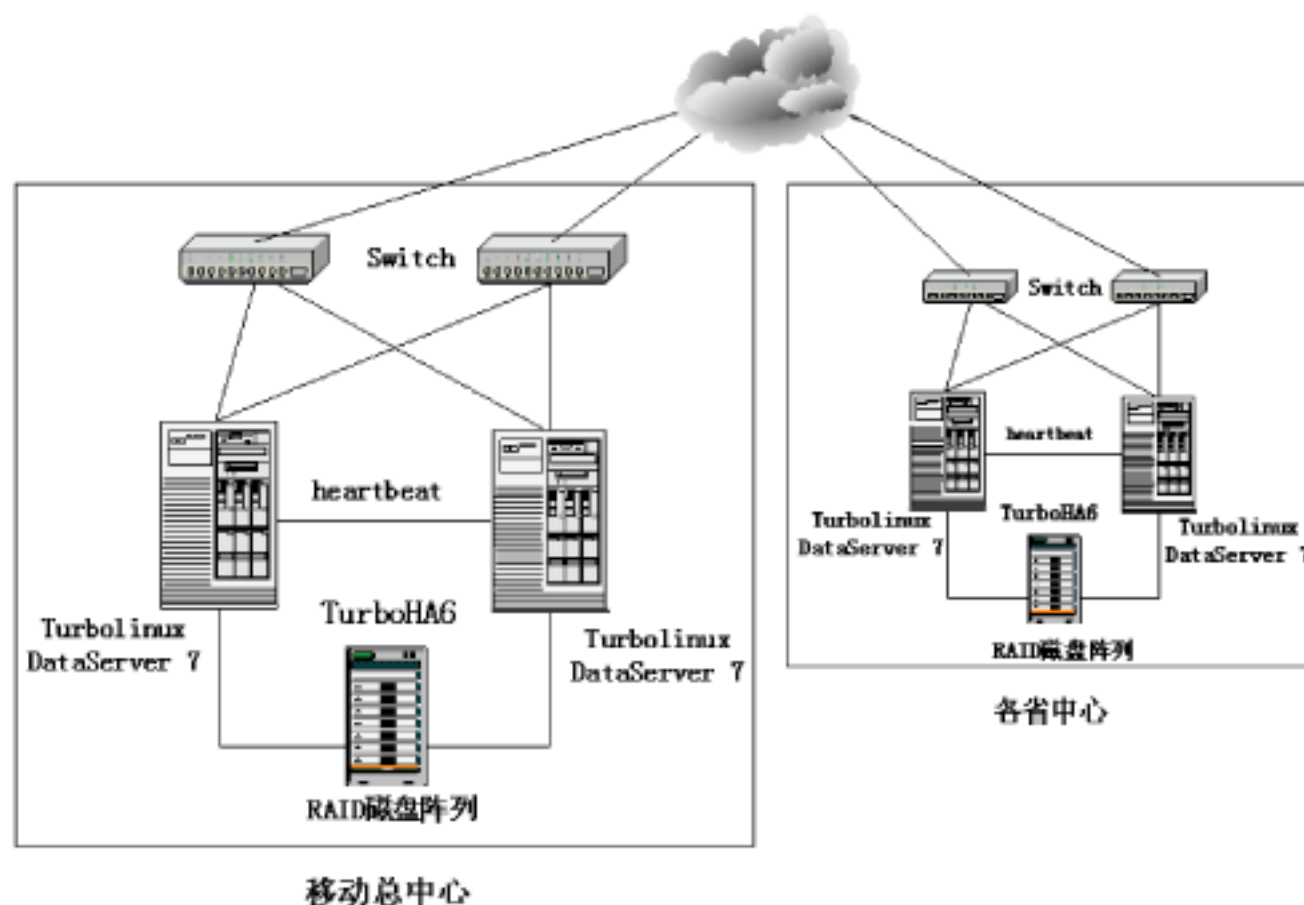 Switch
heartbeat
TurboHA6
Turbolinux
DataServer 7
Turbolinux
DataServer 7
RAID磁盘阵列
移动总中心
Switch
heartbeat
TurboHA6
Turbolinux
DataServer 7
Turbolinux
DataServer 7
RAID磁盘阵列
各省中心